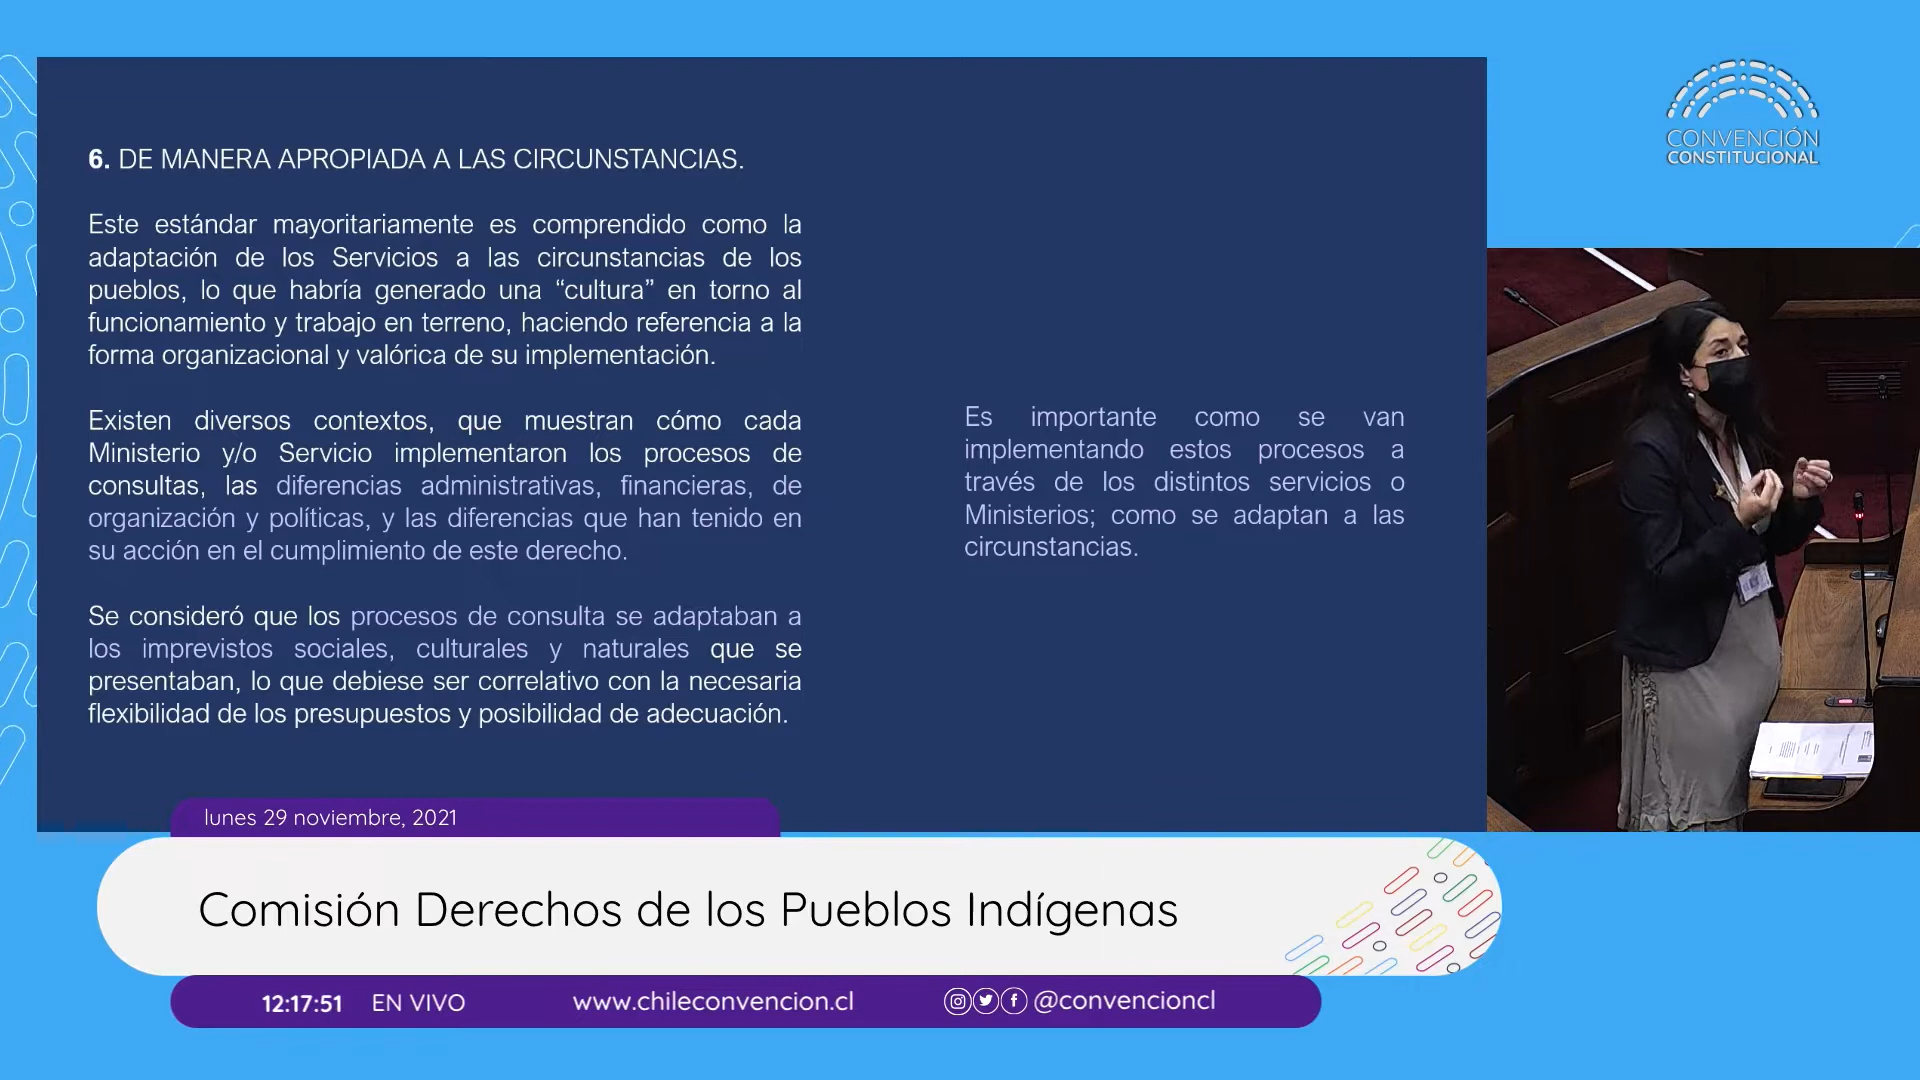 CONVENCIÓN
CONSTITUCIONAL
6. DE MANERA APROPIADA A LAS CIRCUNSTANCIAS.
Este estándar mayoritariamente es comprendido como la
adaptación de los Servicios a las circunstancias de los
pueblos, lo que habría generado una “cultura” en torno al
funcionamiento y trabajo en terreno, haciendo referencia a la
forma organizacional y valórica de su implementación.
Existen diversos contextos, que muestran cómo cada
Ministerio y/o Servicio implementaron los procesos de
consultas, las diferencias administrativas, financieras, de
organización y políticas, y las diferencias que han tenido en
su acción en el cumplimiento de este derecho.
Se consideró que los procesos de consulta se adaptaban a
los imprevistos sociales, culturales y naturales que se
presentaban, lo que debiese ser correlativo con la necesaria
flexibilidad de los presupuestos y posibilidad de adecuación.
Es importante como se van
implementando estos procesos a
través de los distintos servicios o
Ministerios; como se adaptan a las
circunstancias.
lunes 29 noviembre, 2021
Comisión Derechos de los Pueblos Indígenas
12:17:51 EN VIVO www.chileconvencion.cl @convencioncl